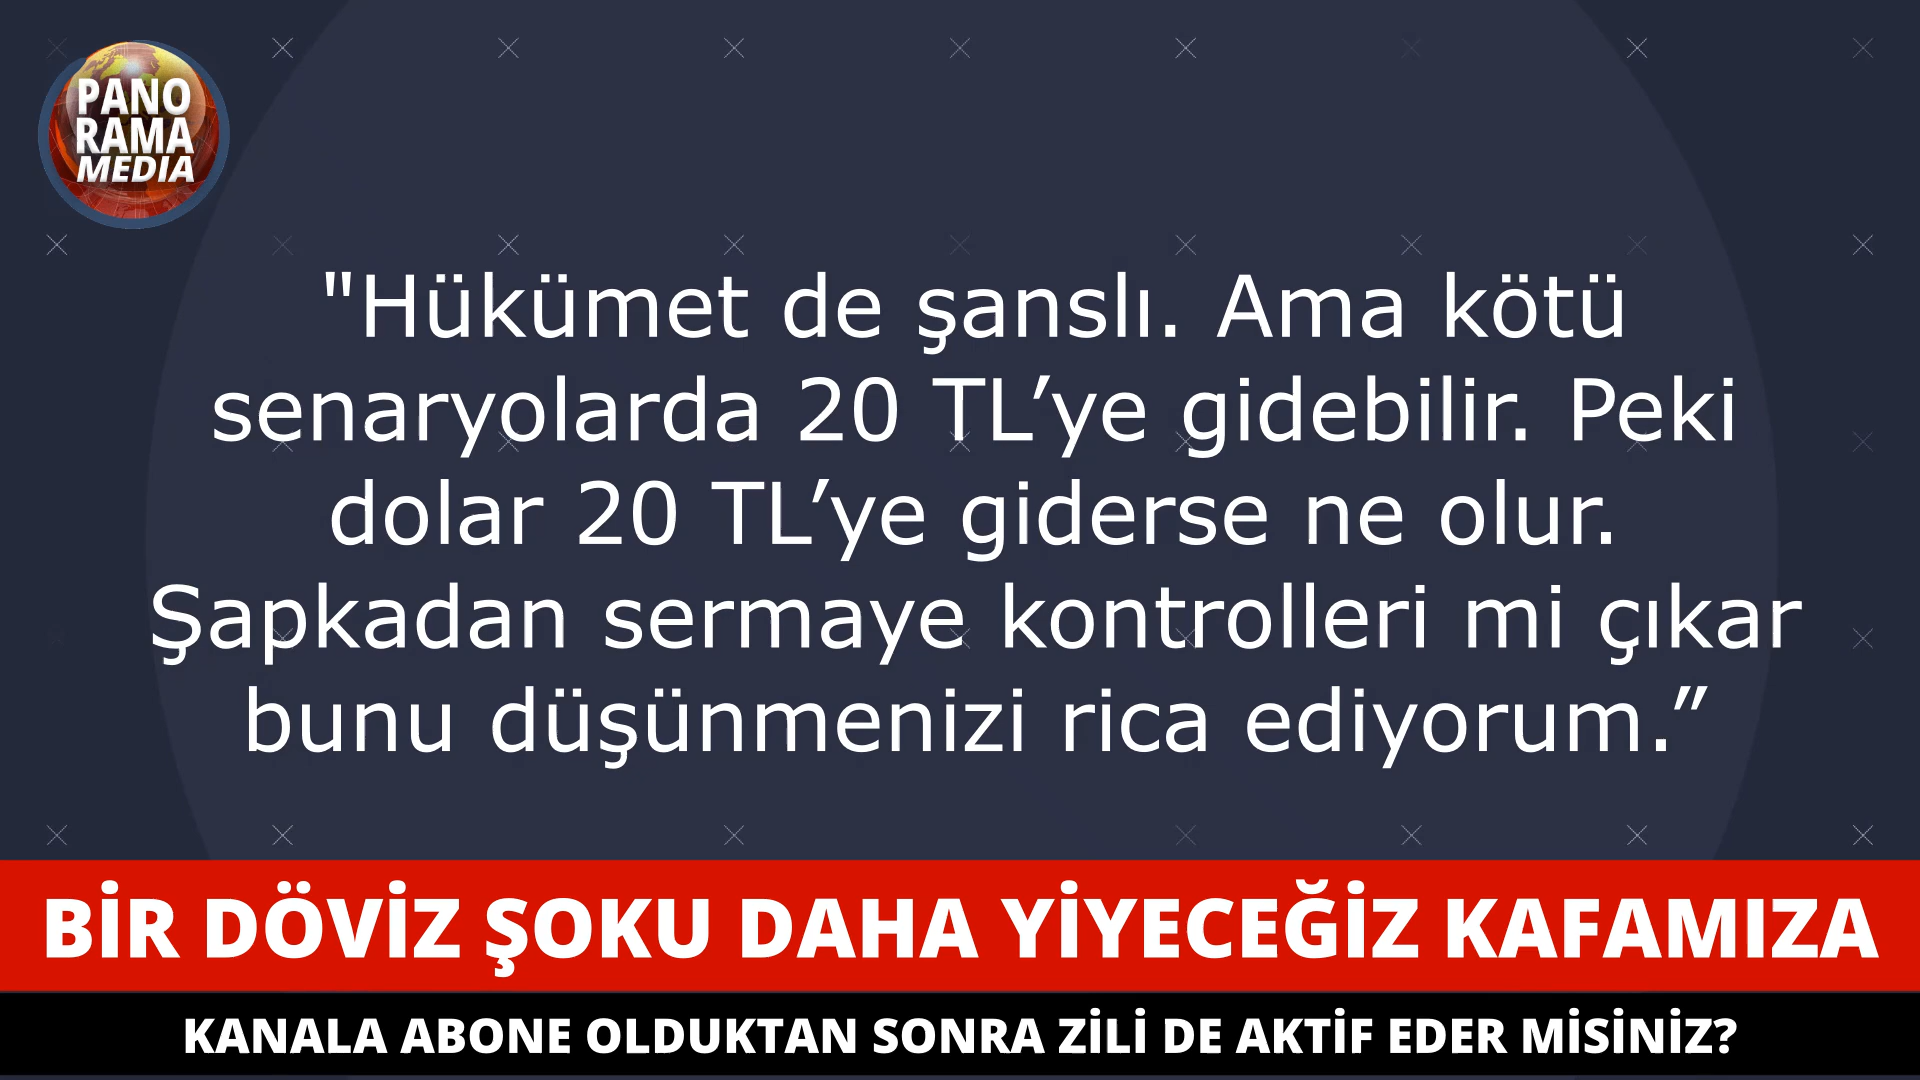 PANO
RAMA
MEDIA
"Hükümet de şanslı. Ama kötü
senaryolarda 20 TL’ye gidebilir. Peki
dolar 20 TL’ye giderse ne olur.
Şapkadan sermaye kontrolleri mi çıkar
bunu düşünmenizi rica ediyorum.”
BİR DÖVİZ ŞOKU DAHA YİYECEĞİZ KAFAMIZA
KANALA ABONE OLDUKTAN SONRA ZİLİ DE AKTİF EDER MİSİNİZ?